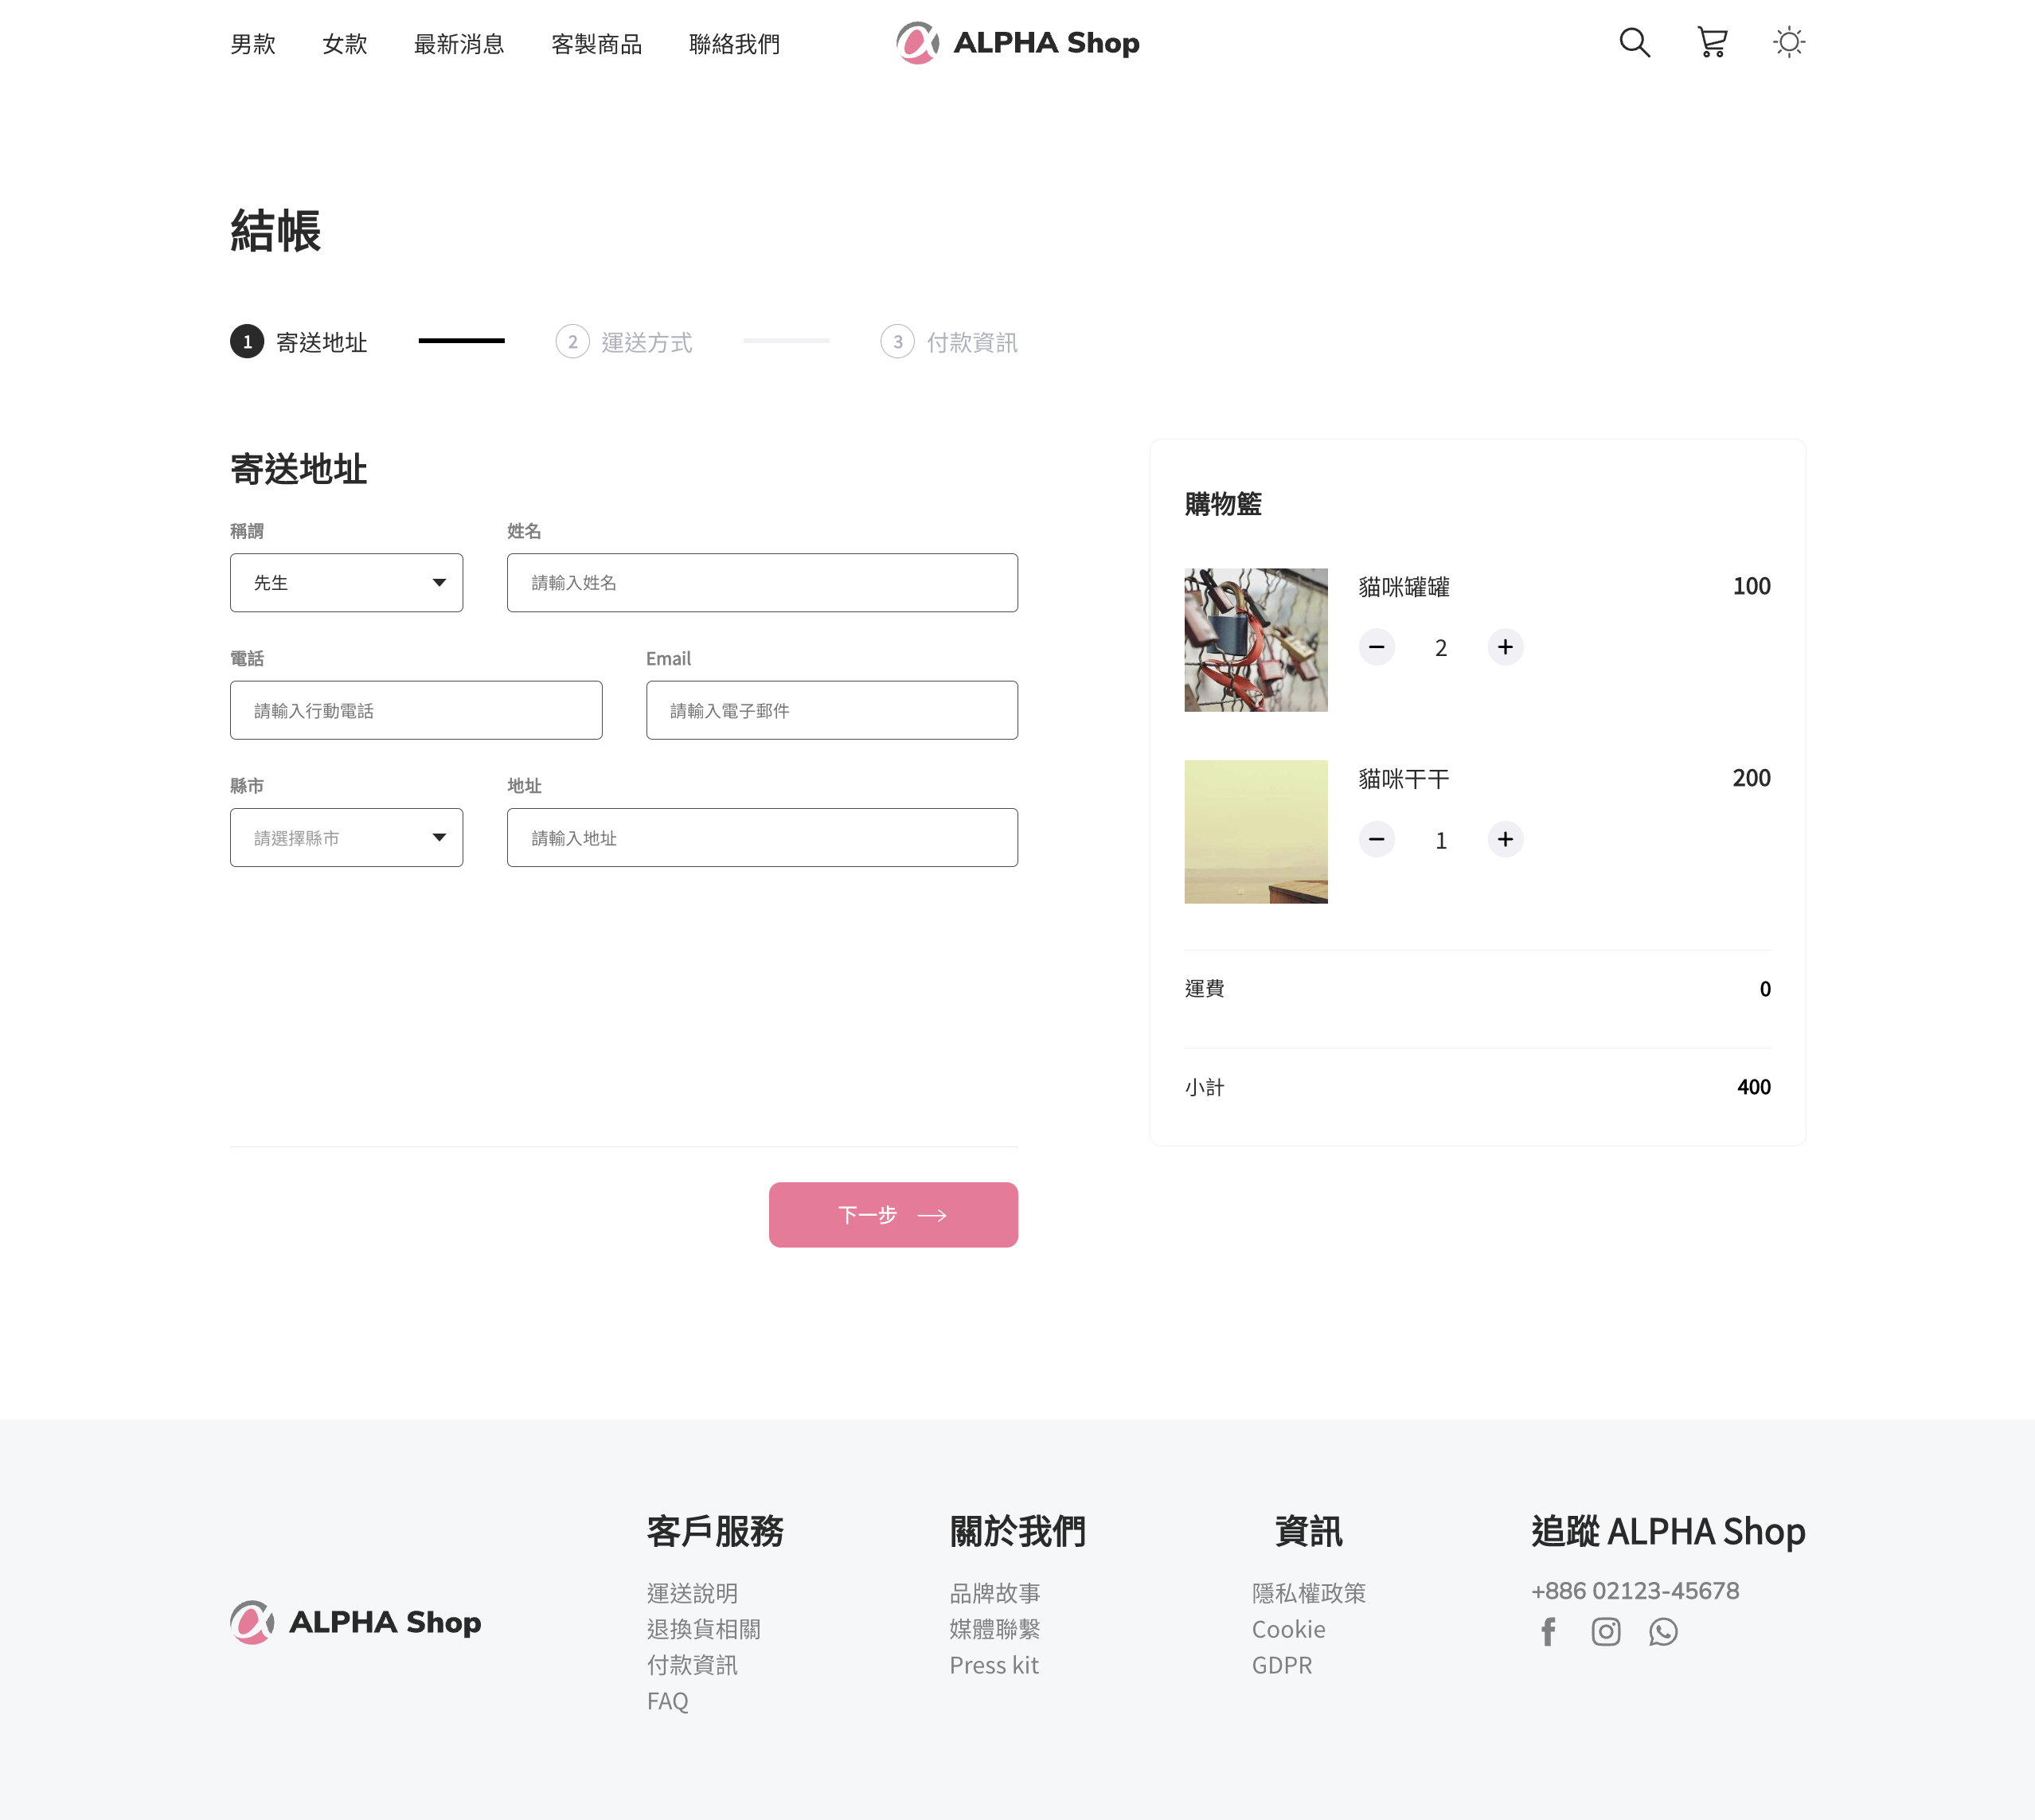 男款 女款 最新消息 客製商品 聯絡我們 ALPHA Shop
結帳
1 寄送地址 2 運送方式 3 付款資訊
寄送地址
稱謂 姓名
先生 請輸入姓名
電話 Email
請輸入行動電話 請輸入電子郵件
縣市 地址
請選擇縣市 請輸入地址
下一步
購物籃
貓咪罐罐 100
2
貓咪干干 200
1
運費 0
小計 400
ALPHA Shop
客戶服務
運送說明
退換貨相關
付款資訊
FAQ
關於我們
品牌故事
媒體聯繫
Press kit
資訊
隱私權政策
Cookie
GDPR
追蹤 ALPHA Shop
+886 02123-45678